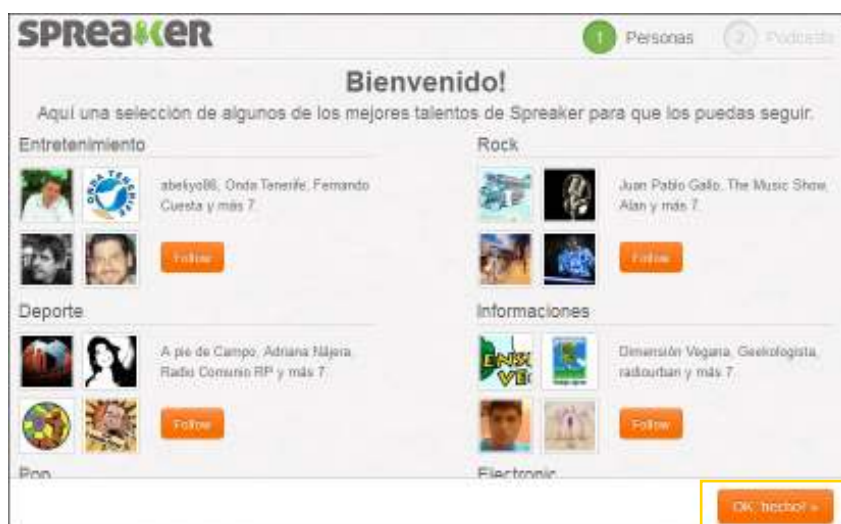 SPREAKER
1 Personas 2 Podcasts
Bienvenido!
Aquí una selección de algunos de los mejores talentos de Spreaker para que los puedas seguir.
Entretenimiento
abeliyo86, Onda Tenerife, Fernando
Cuesta y más 7.
Follow
Rock
Juan Pablo Gallo, The Music Show,
Alan y más 7.
Follow
Deporte
A pie de Campo, Adriana Nájera,
Radio Comunio RP y más 7.
Follow
Informaciones
Dimensión Vegana, Geekologista,
radiourban y más 7.
Follow
Pop
Electronic
OK, hecho! »